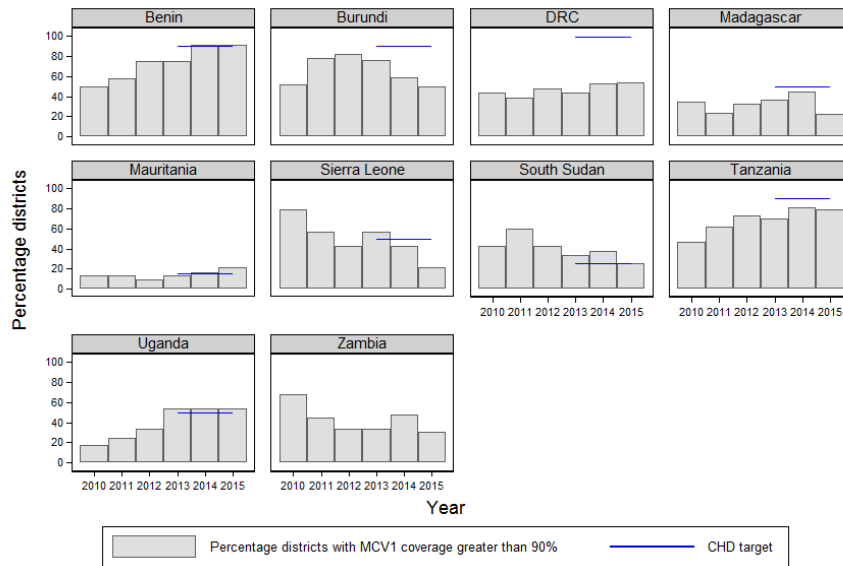 Benin Burundi DRC Madagascar
100
80
60
40
20
0
Mauritania Sierra Leone South Sudan Tanzania
100
80
60
40
20
0
2010 2011 2012 2013 2014 2015 2010 2011 2012 2013 2014 2015
Uganda Zambia
100
80
60
40
20
0
2010 2011 2012 2013 2014 2015 2010 2011 2012 2013 2014 2015
Percentage districts
Year
Percentage districts with MCV1 coverage greater than 90% CHD target